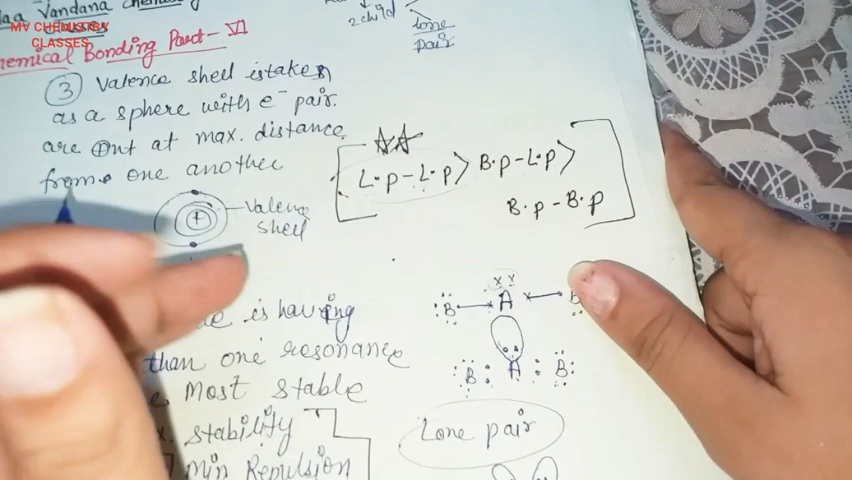 Vandana Chemistry
MV CHEMISTRY
CLASSES
Chemical Bonding Part-VI
2 child
lone
pair
③ Valence shell is taken
as a sphere with e⁻ pair.
are at max. distance
from one another
L.p-L.p> B.p-L.p>
B.p-B.p
Valence
shell
is having
than one resonance
Most stable
stability
Min Repulsion
B A B
B A B
Lone pair